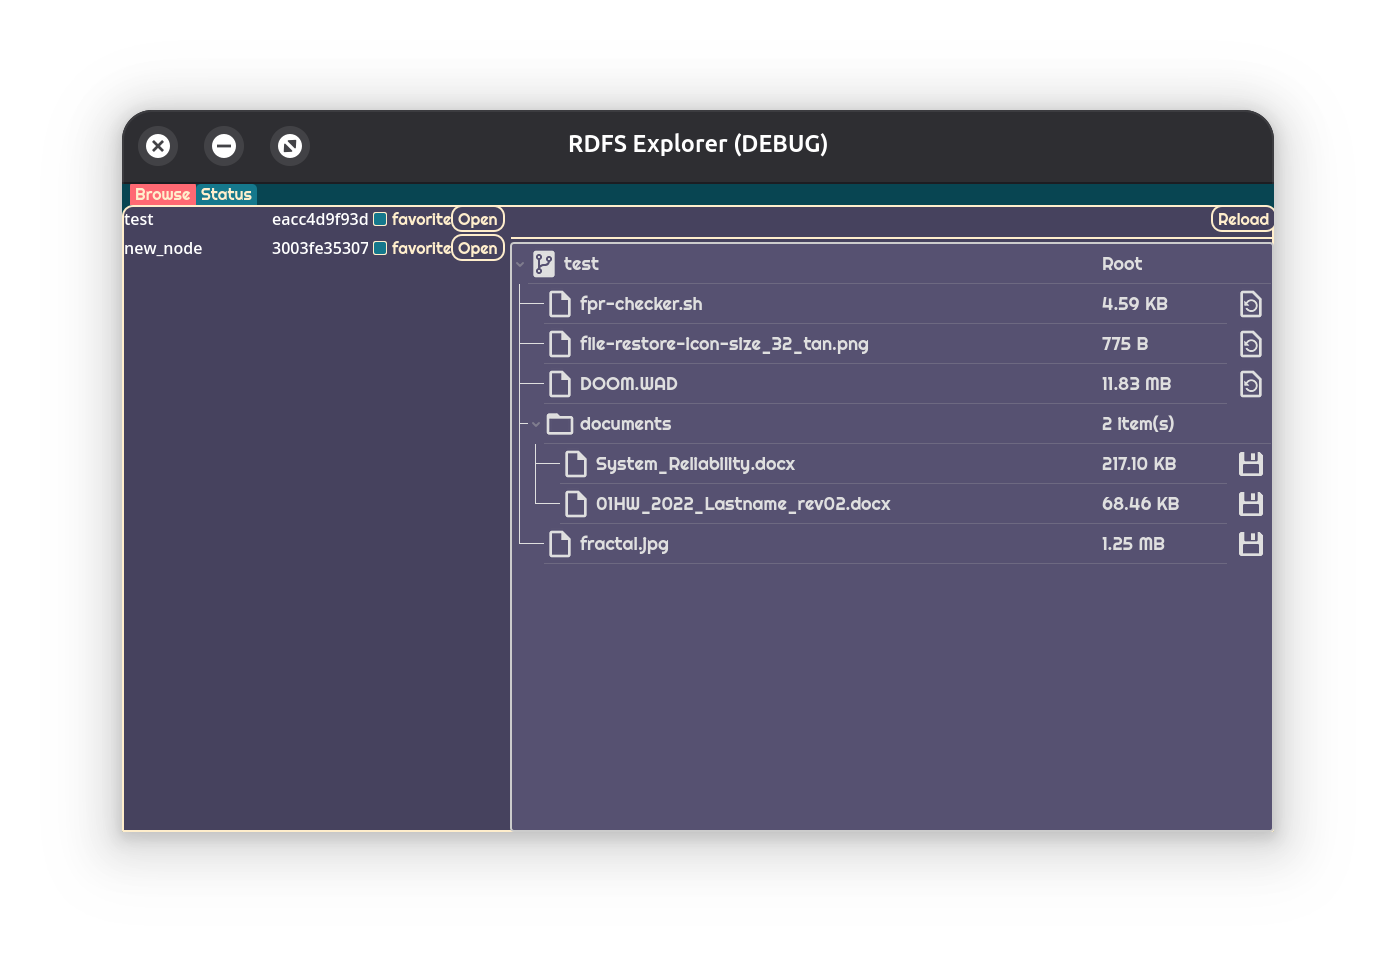 RDFS Explorer (DEBUG)
Browse Status
test eacc4d9f93d favorite Open Reload
new_node 3003fe35307 favorite Open
test Root
fpr-checker.sh 4.59 KB
file-restore-icon-size_32_tan.png 775 B
DOOM.WAD 11.83 MB
documents 2 Item(s)
System_Reliability.docx 217.10 KB
01HW_2022_Lastname_rev02.docx 68.46 KB
fractal.jpg 1.25 MB